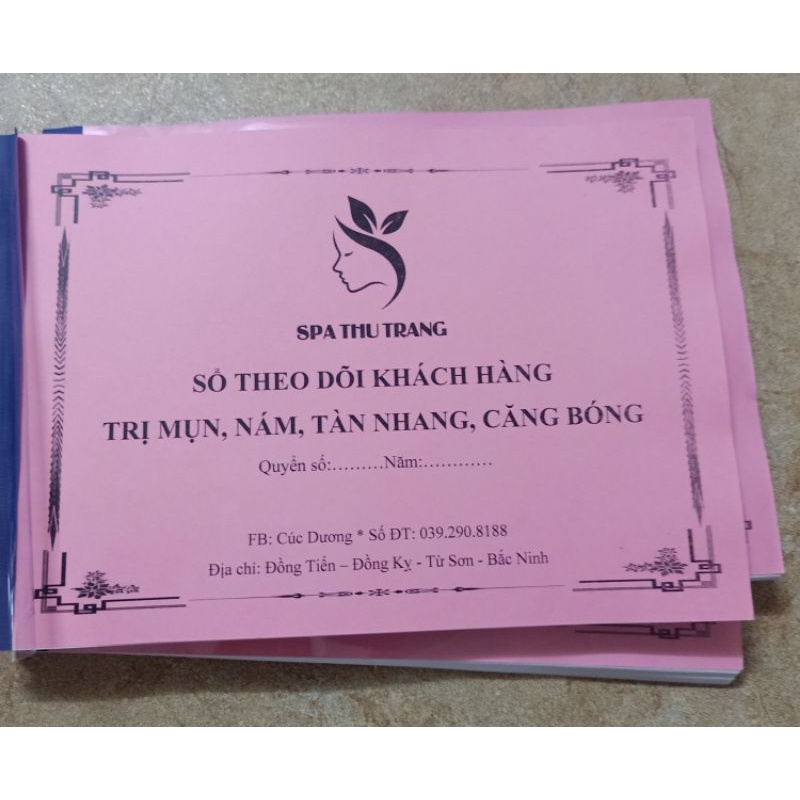 SPA THU TRANG
SỔ THEO DÕI KHÁCH HÀNG
TRỊ MỤN, NÁM, TÀN NHANG, CĂNG BÓNG
Quyển số:.........Năm:............
FB: Cúc Dương * Số ĐT: 039.290.8188
Địa chỉ: Đồng Tiến – Đồng Kỵ - Từ Sơn - Bắc Ninh